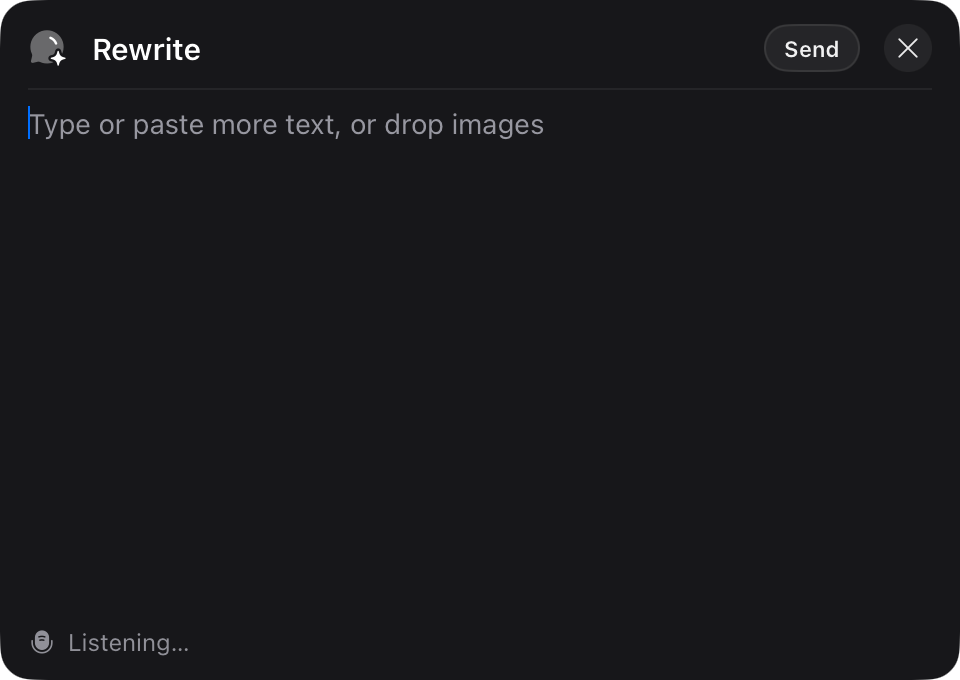 Rewrite
Send
Type or paste more text, or drop images
Listening...